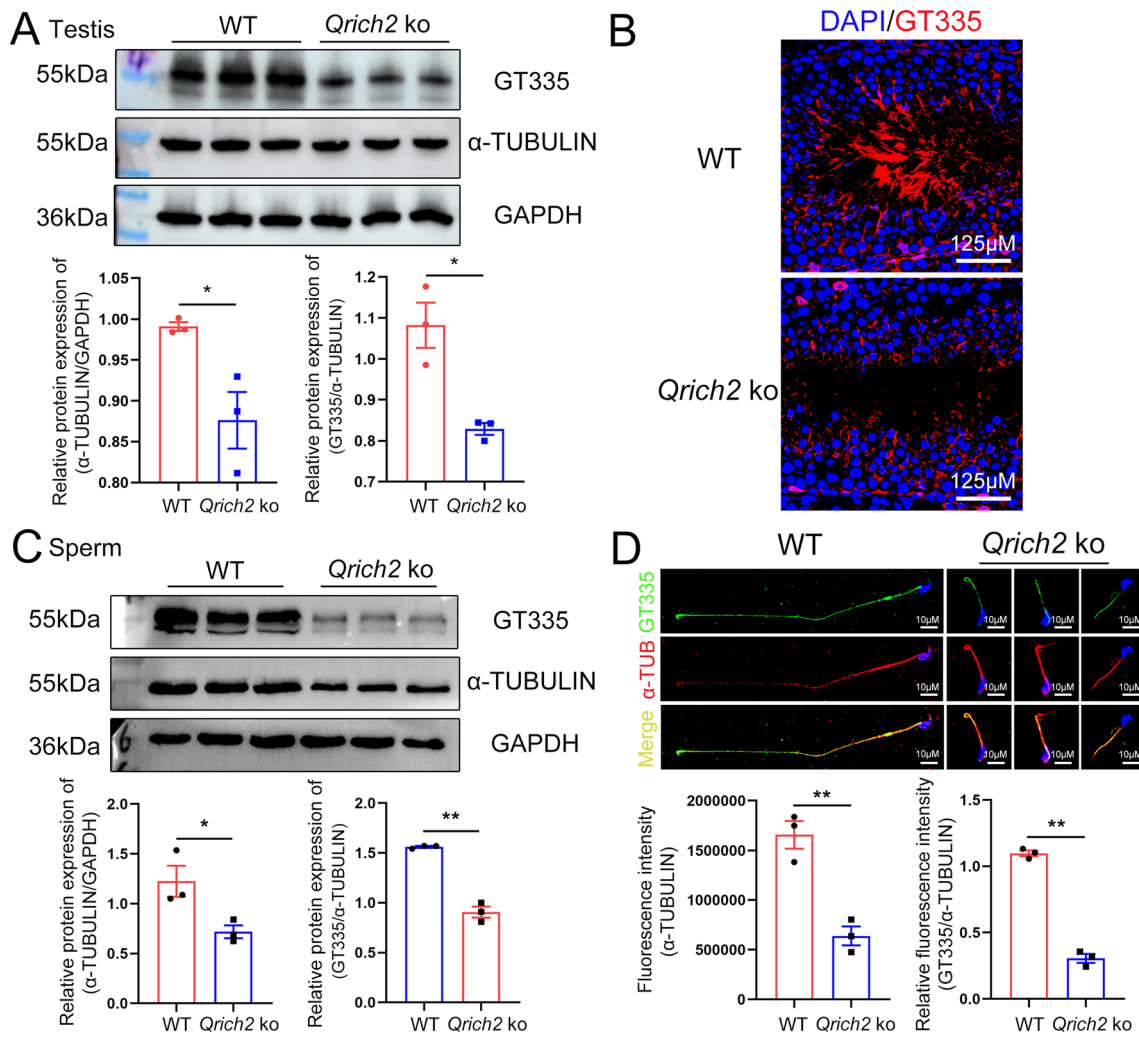 A Testis
WT
Qrich2 ko
55kDa
GT335
55kDa
α-TUBULIN
36kDa
GAPDH
Relative protein expression of
(α-TUBULIN/GAPDH)
1.05
1.00
0.95
0.90
0.85
0.80
*
WT
Qrich2 ko
Relative protein expression of
(GT335/α-TUBULIN)
1.2
1.1
1.0
0.9
0.8
0.7
*
WT
Qrich2 ko
B
DAPI/GT335
WT
125μM
Qrich2 ko
125μM
C Sperm
WT
Qrich2 ko
55kDa
GT335
55kDa
α-TUBULIN
36kDa
GAPDH
Relative protein expression of
(α-TUBULIN/GAPDH)
2.0
1.5
1.0
0.5
0.0
*
WT
Qrich2 ko
Relative protein expression of
(GT335/α-TUBULIN)
2.0
1.5
1.0
0.5
0.0
**
WT
Qrich2 ko
D
WT
Qrich2 ko
GT335
10μM
10μM
10μM
10μM
α-TUB
10μM
10μM
10μM
10μM
Merge
10μM
10μM
10μM
10μM
Fluorescence intensity
(α-TUBULIN)
2000000
1500000
1000000
500000
0
**
WT
Qrich2 ko
Relative fluorescence intensity
(GT335/α-TUBULIN)
1.5
1.0
0.5
0.0
**
WT
Qrich2 ko